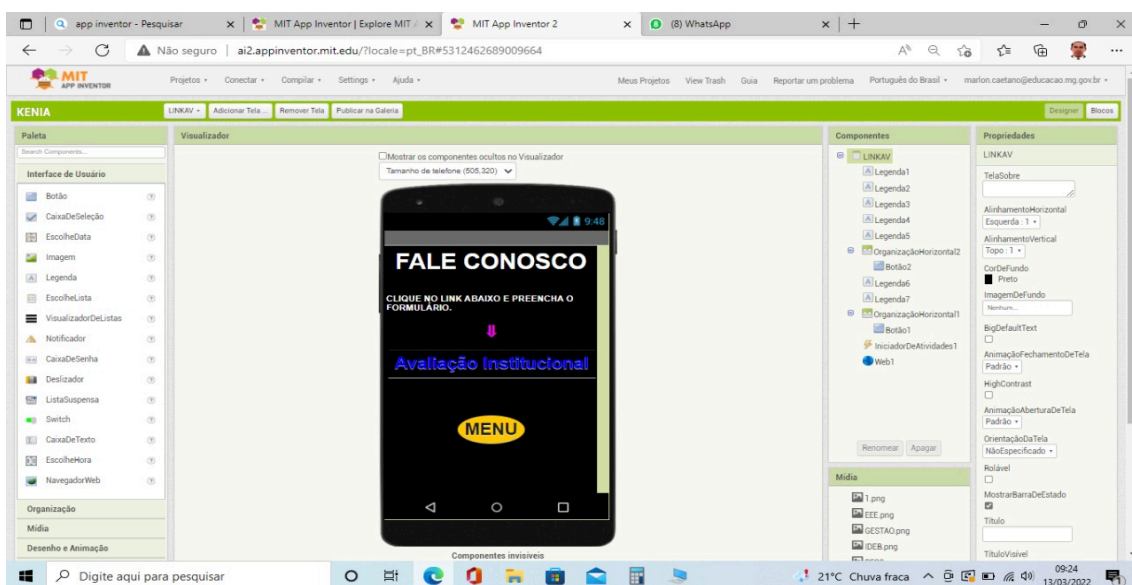 app inventor - Pesquisar
MIT App Inventor | Explore MIT A
MIT App Inventor 2
(8) WhatsApp
Não seguro | ai2.appinventor.mit.edu/?locale=pt_BR#5312462689009664
MIT
APP INVENTOR
Projetos Conectar Compilar Settings Ajuda
Meus Projetos View Trash Guia Reportar um problema Português do Brasil marlon.caetano@educacao.mg.gov.br
KENIA
LINKAV Adicionar Tela ... Remover Tela Publicar na Galeria
Designer Blocos
Paleta
Search Components...
Interface de Usuário
Botão
CaixaDeSeleção
EscolheData
Imagem
Legenda
EscolheLista
VisualizadorDeListas
Notificador
CaixaDeSenha
Deslizador
ListaSuspensa
Switch
CaixaDeTexto
EscolheHora
NavegadorWeb
Organização
Mídia
Desenho e Animação
Visualizador
Mostrar os componentes ocultos no Visualizador
Tamanho de telefone (505,320)
9:48
FALE CONOSCO
CLIQUE NO LINK ABAIXO E PREENCHA O
FORMULÁRIO.
⇓
Avaliação Institucional
MENU
Componentes invisíveis
Componentes
LINKAV
Legenda1
Legenda2
Legenda3
Legenda4
Legenda5
OrganizaçãoHorizontal2
Botão2
Legenda6
Legenda7
OrganizaçãoHorizontal1
Botão1
IniciadorDeAtividades1
Web1
Renomear Apagar
Mídia
1.png
EEE.png
GESTAO.png
IDEB.png
Propriedades
LINKAV
TelaSobre
AlinhamentoHorizontal
Esquerda : 1
AlinhamentoVertical
Topo : 1
CorDeFundo
Preto
ImagemDeFundo
Nenhum...
BigDefaultText
AnimaçãoFechamentoDeTela
Padrão
HighContrast
AnimaçãoAberturaDeTela
Padrão
OrientaçãoDaTela
NãoEspecificado
Rolável
MostrarBarraDeEstado
Título
TítuloVisível
Digite aqui para pesquisar
21°C Chuva fraca
09:24
13/03/2022